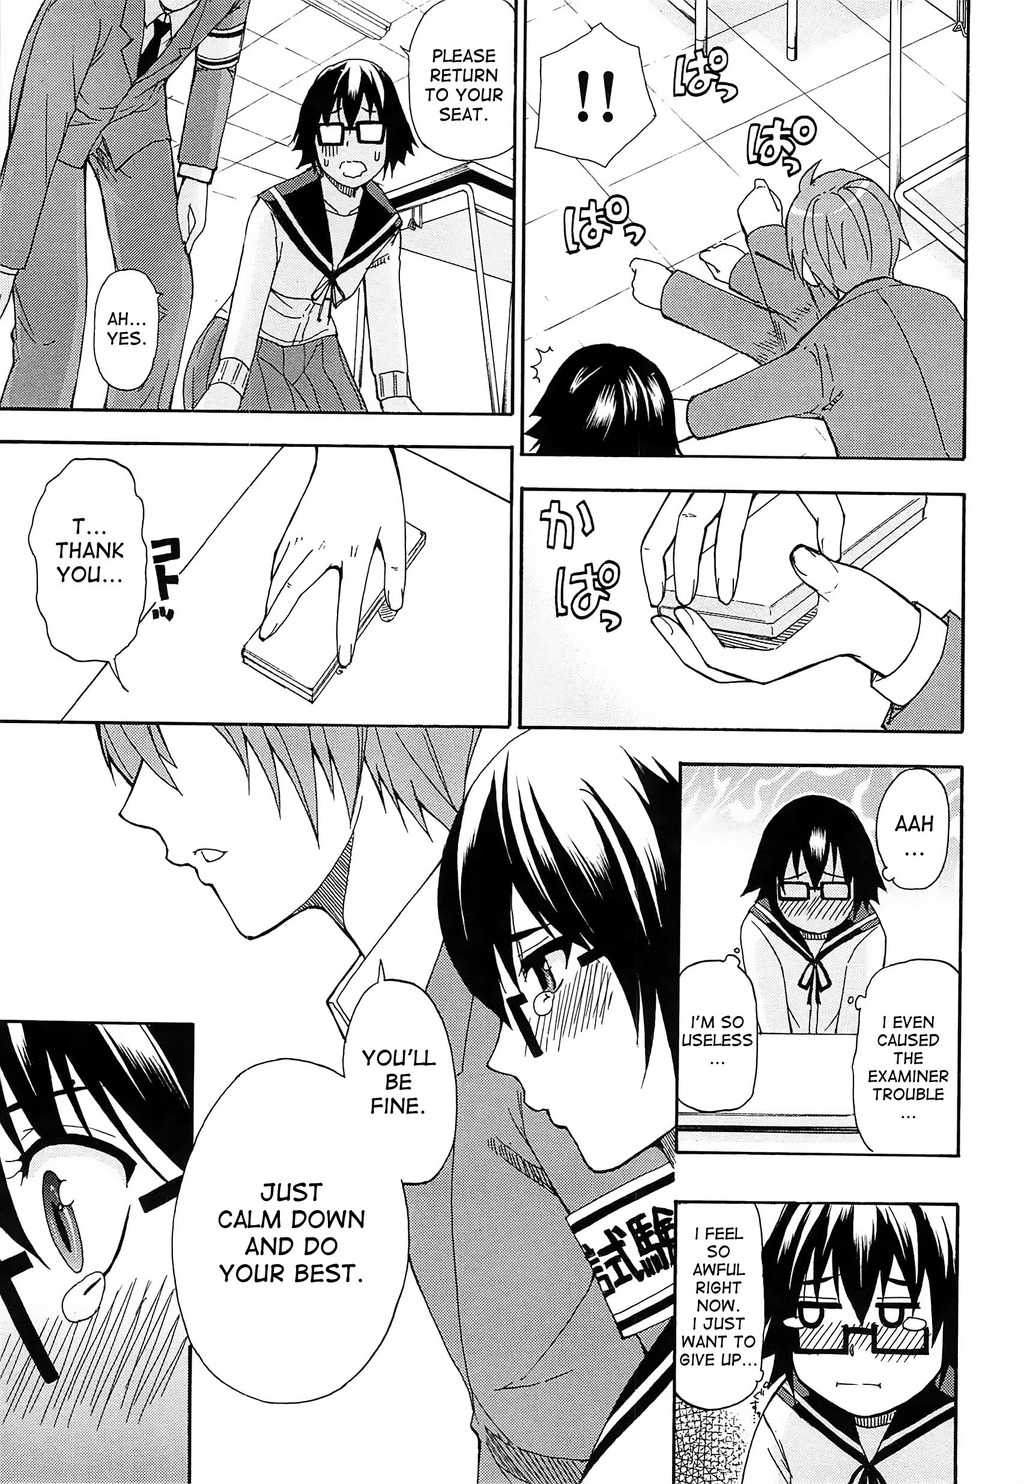 !!
ぱっ
ぱっ
ぱっ
PLEASE
RETURN
TO YOUR
SEAT.
AH...
YES.
か
ぱっ
T...
THANK
YOU...
コトッ
AAH
...
I EVEN
CAUSED
THE
EXAMINER
TROUBLE
...
I'M SO
USELESS
...
I FEEL
SO
AWFUL
RIGHT
NOW.
I JUST
WANT TO
GIVE UP...
YOU'LL
BE
FINE.
JUST
CALM DOWN
AND DO
YOUR BEST.
試験